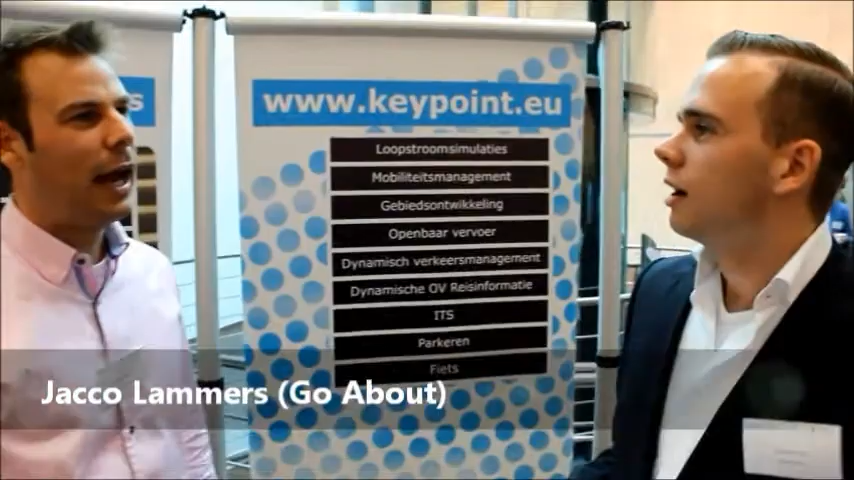 s
www.keypoint.eu
Loopstroomsimulaties
Mobiliteitsmanagement
Gebiedsontwikkeling
Openbaar vervoer
Dynamisch verkeersmanagement
Dynamische OV Reisinformatie
ITS
Parkeren
Fiets
Jacco Lammers (Go About)